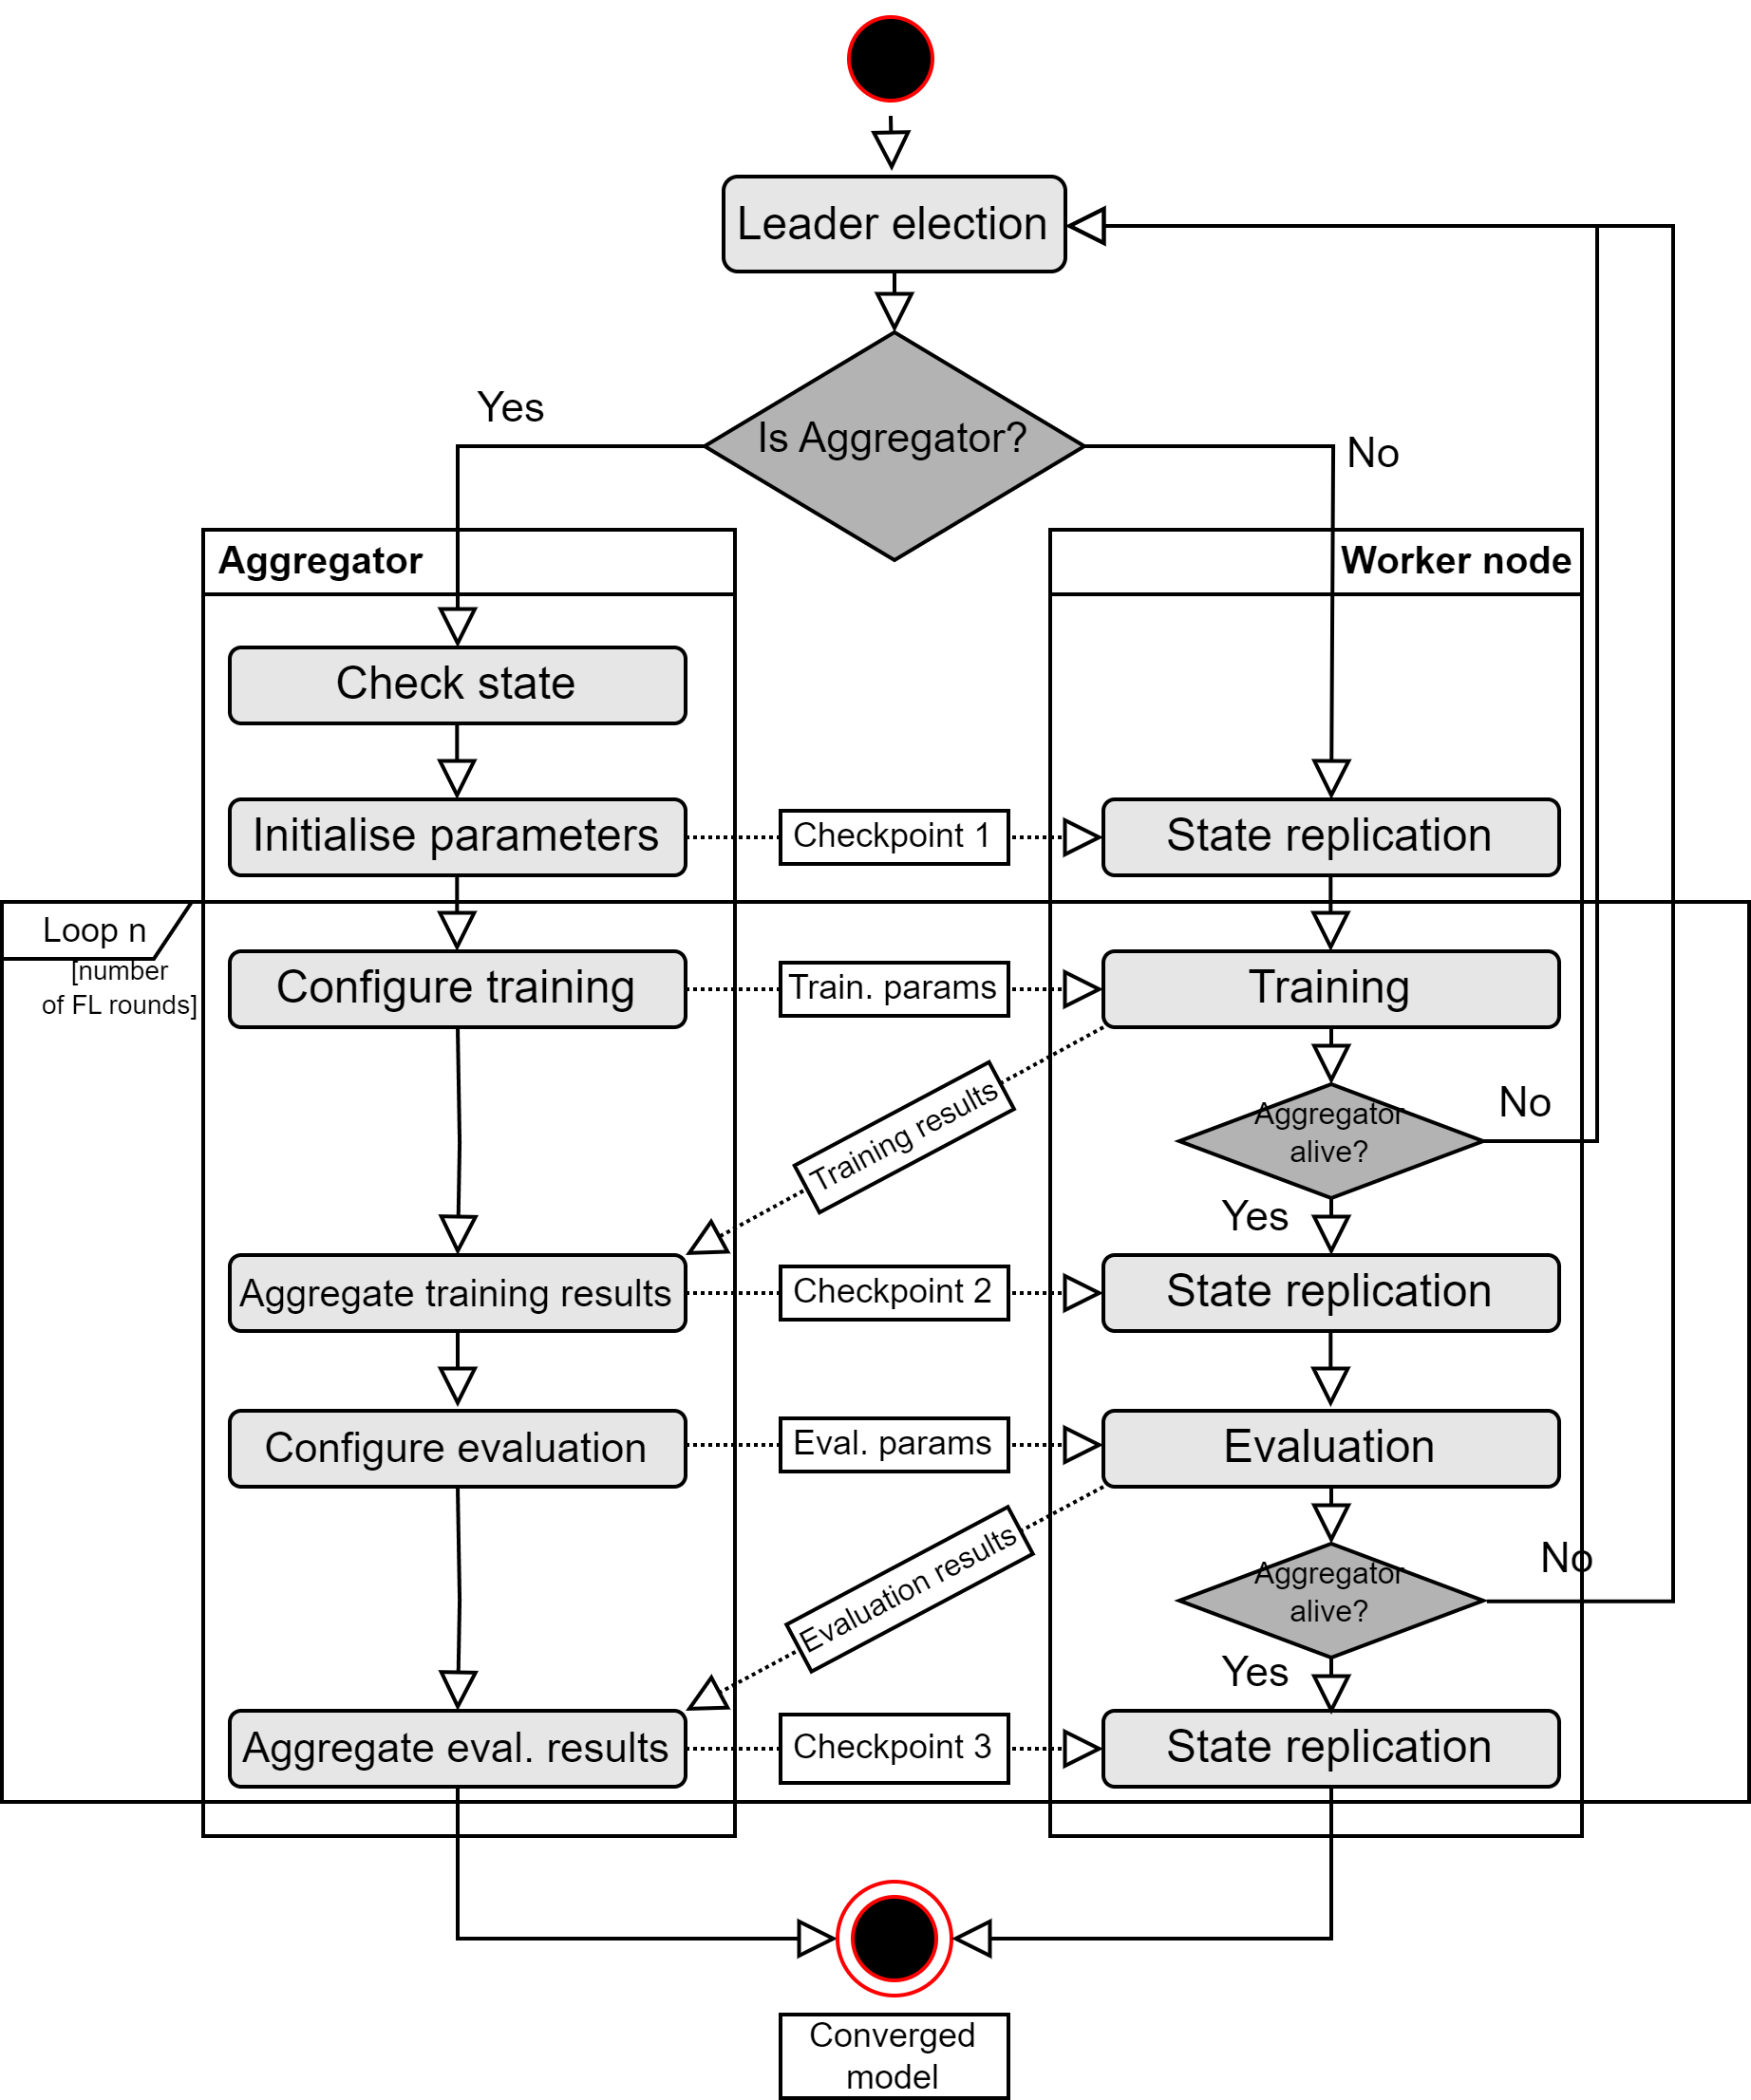 Leader election
Is Aggregator?
Yes
No
Aggregator
Worker node
Check state
Initialise parameters
Checkpoint 1
State replication
Loop n
[number
of FL rounds]
Configure training
Train. params
Training
Training results
Aggregator
alive?
No
Yes
Aggregate training results
Checkpoint 2
State replication
Configure evaluation
Eval. params
Evaluation
Evaluation results
Aggregator
alive?
No
Yes
Aggregate eval. results
Checkpoint 3
State replication
Converged
model